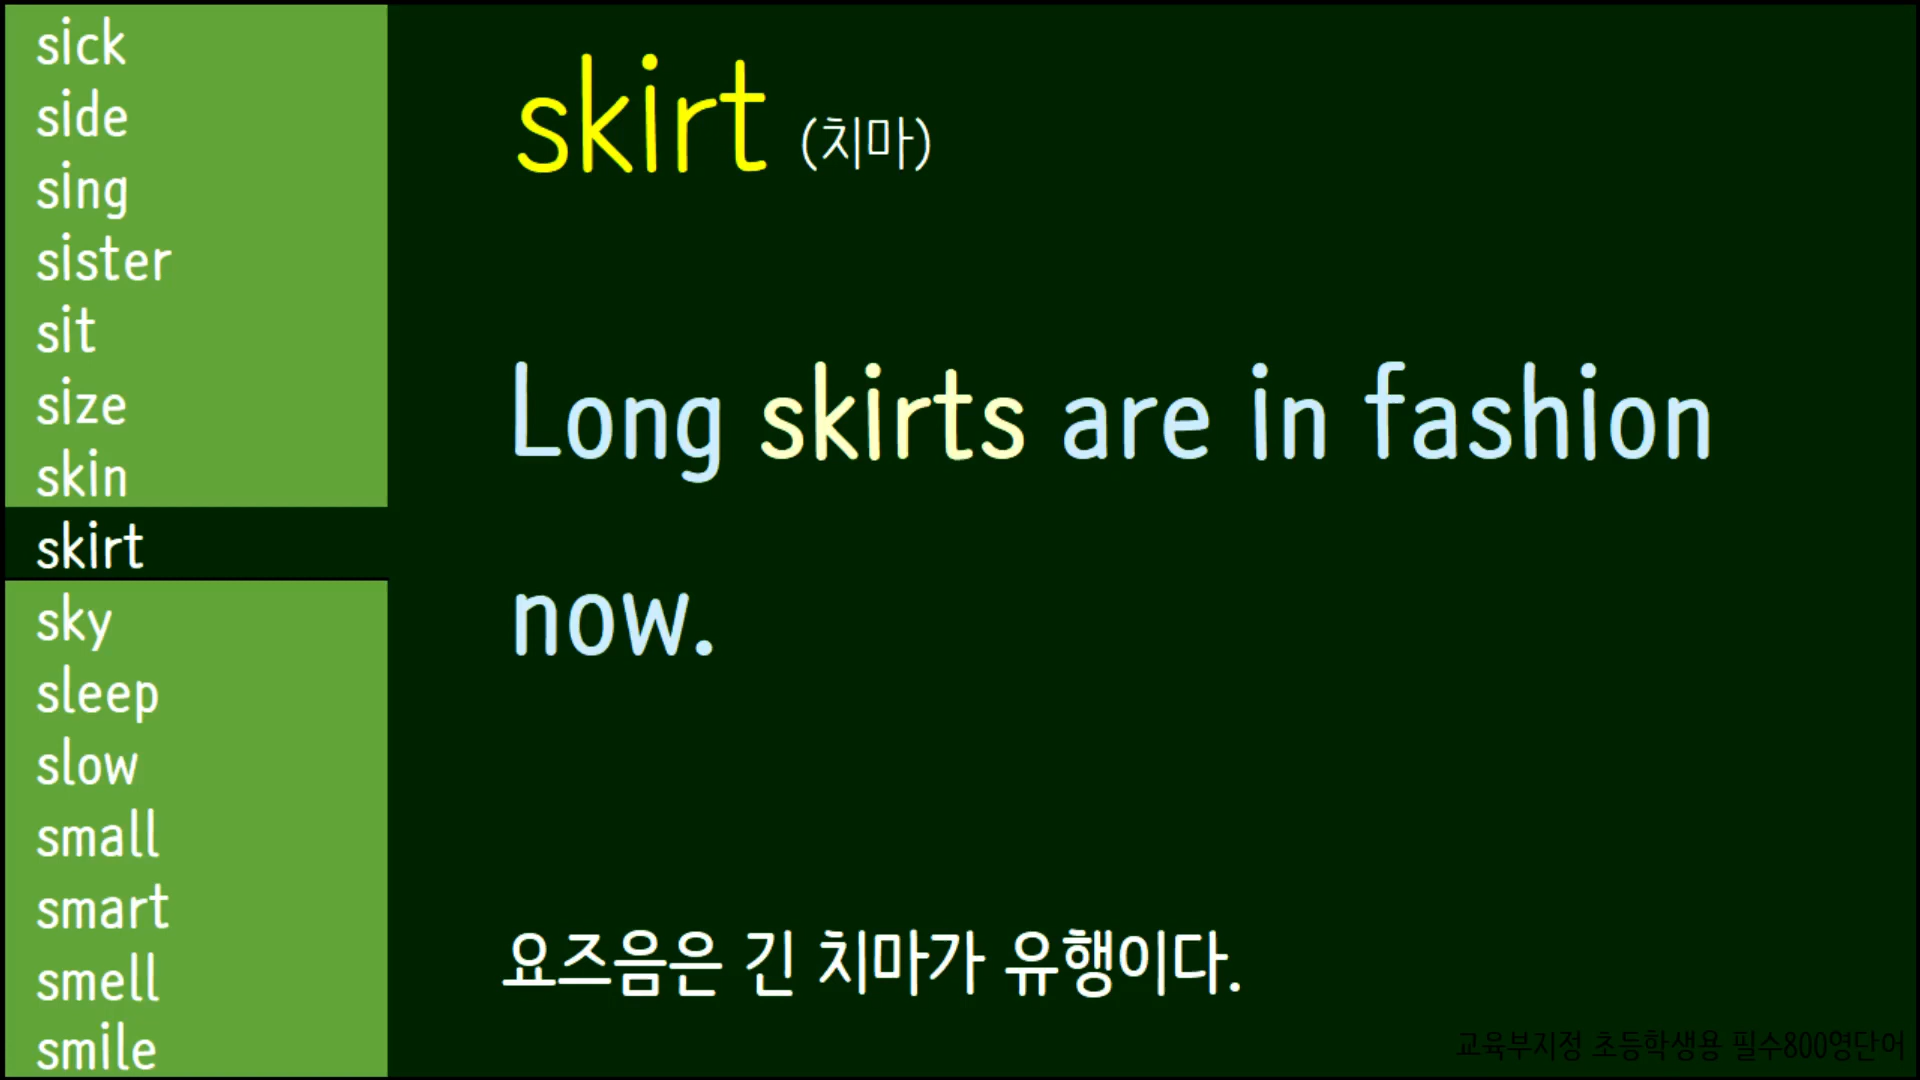 sick
side
sing
sister
sit
size
skin
skirt
sky
sleep
slow
small
smart
smell
smile
skirt (치마)
Long skirts are in fashion
now.
요즈음은 긴 치마가 유행이다.
교육부지정 초등학생용 필수800영단어